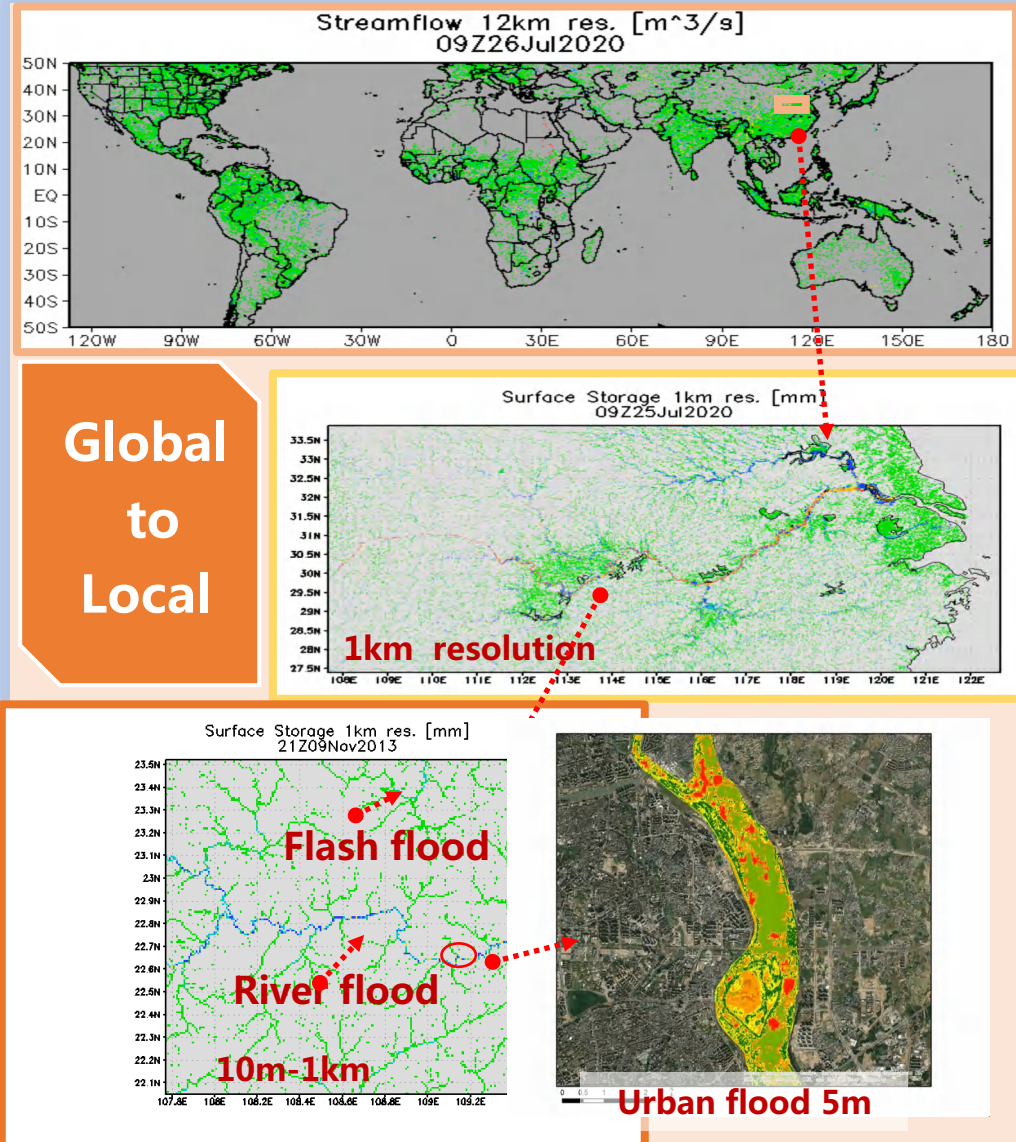 Streamflow 12km res. [m^3/s]
09Z26Jul2020
50N
40N
30N
20N
10N
EQ
10S
20S
30S
40S
50S
120W 90W 60W 30W 0 30E 60E 90E 120E 150E 180
Global
to
Local
Surface Storage 1km res. [mm]
09Z25Jul2020
33.5N
33N
32.5N
32N
31.5N
31N
30.5N
30N
29.5N
29N
28.5N
28N
27.5N
1km resolution
108E 109E 110E 111E 112E 113E 114E 115E 116E 117E 118E 119E 120E 121E 122E
Surface Storage 1km res. [mm]
21Z09Nov2013
23.5N
23.4N
23.3N
23.2N
23.1N
23N
22.9N
22.8N
22.7N
22.6N
22.5N
22.4N
22.3N
22.2N
22.1N
Flash flood
River flood
10m-1km
107.8E 108E 108.2E 108.4E 108.6E 108.8E 109E 109.2E
Urban flood 5m